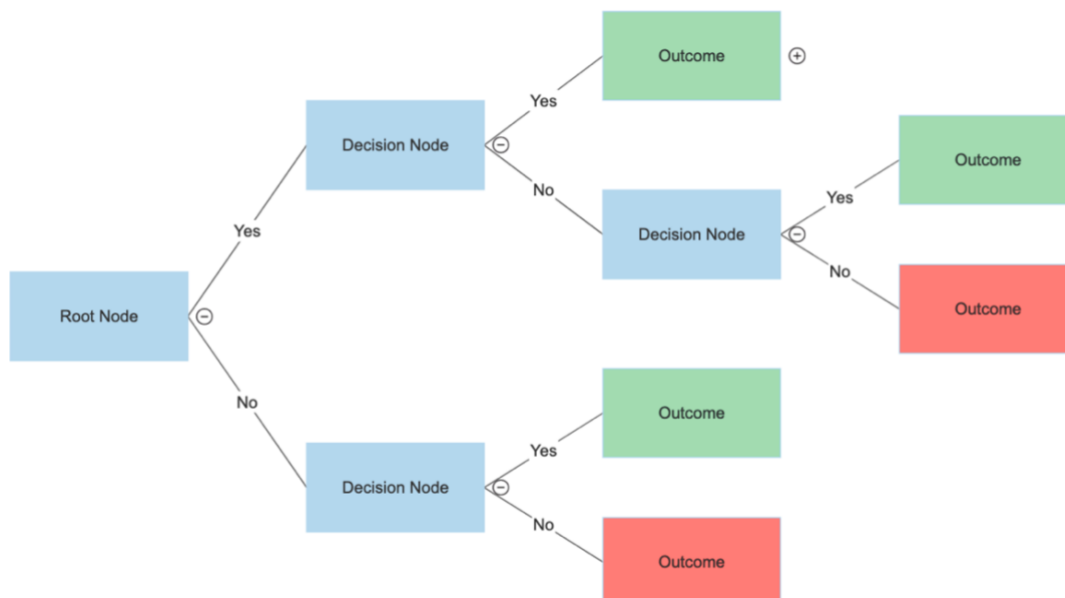 Outcome
Yes
Outcome
Decision Node
No
Yes
Decision Node
Yes
No
Outcome
Root Node
No
Outcome
Yes
Decision Node
No
Outcome